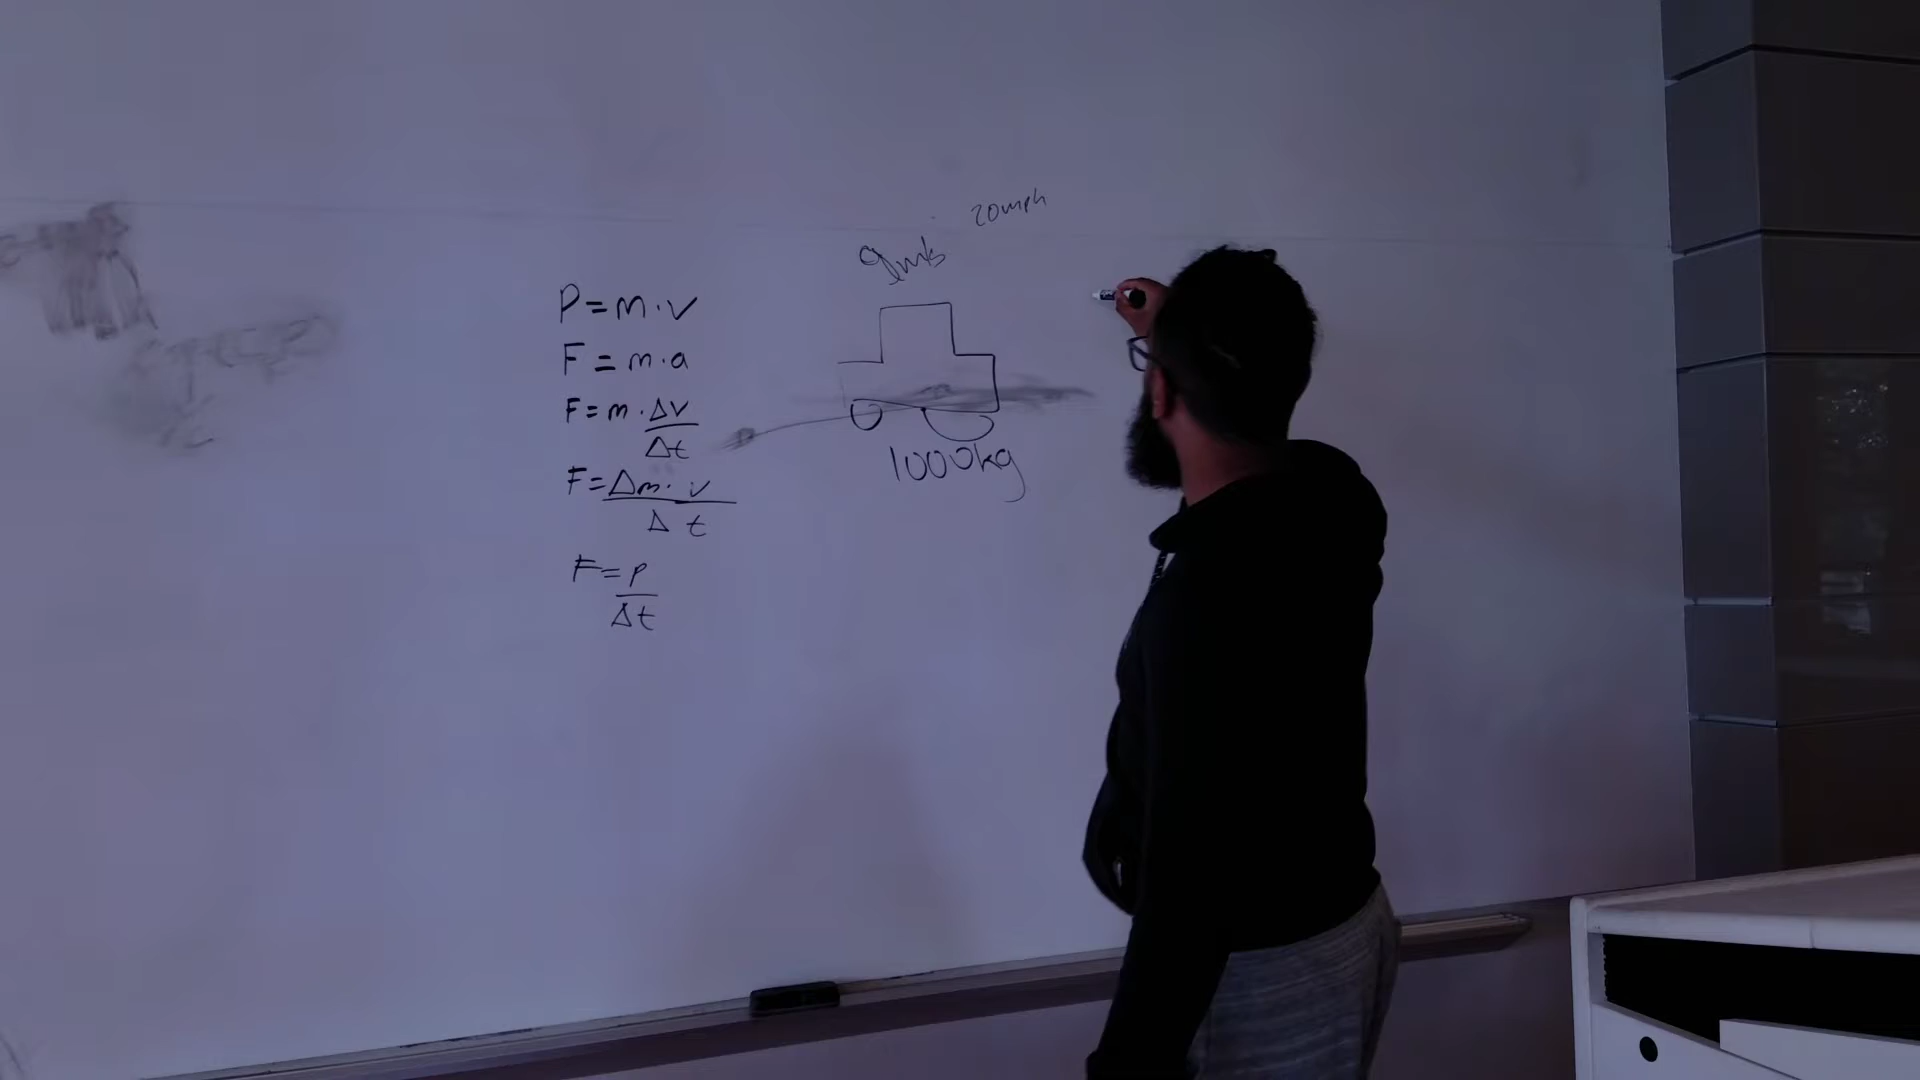 20mph
9m/s
P=m·v
F=m·a
F=m·Δv
Δt
F=Δm·v
Δt
F=p
Δt
1000kg